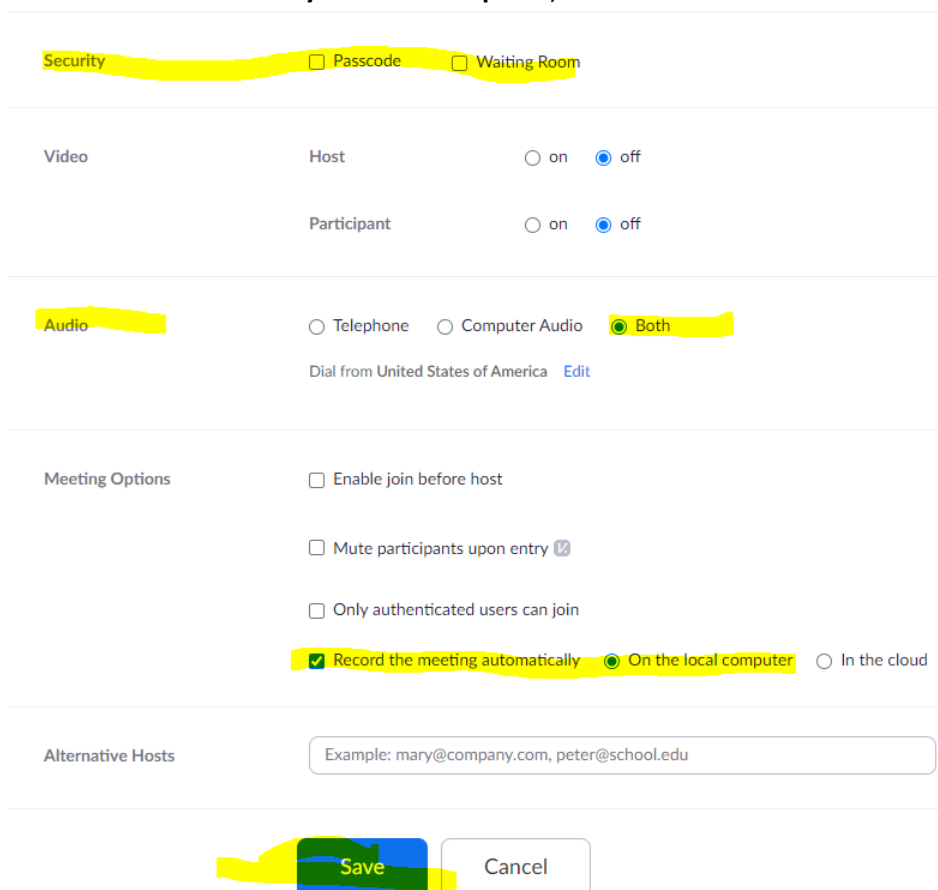 Security Passcode Waiting Room
Video Host on off
Participant on off
Audio Telephone Computer Audio Both
Dial from United States of America Edit
Meeting Options Enable join before host
Mute participants upon entry
Only authenticated users can join
Record the meeting automatically On the local computer In the cloud
Alternative Hosts Example: mary@company.com, peter@school.edu
Save Cancel